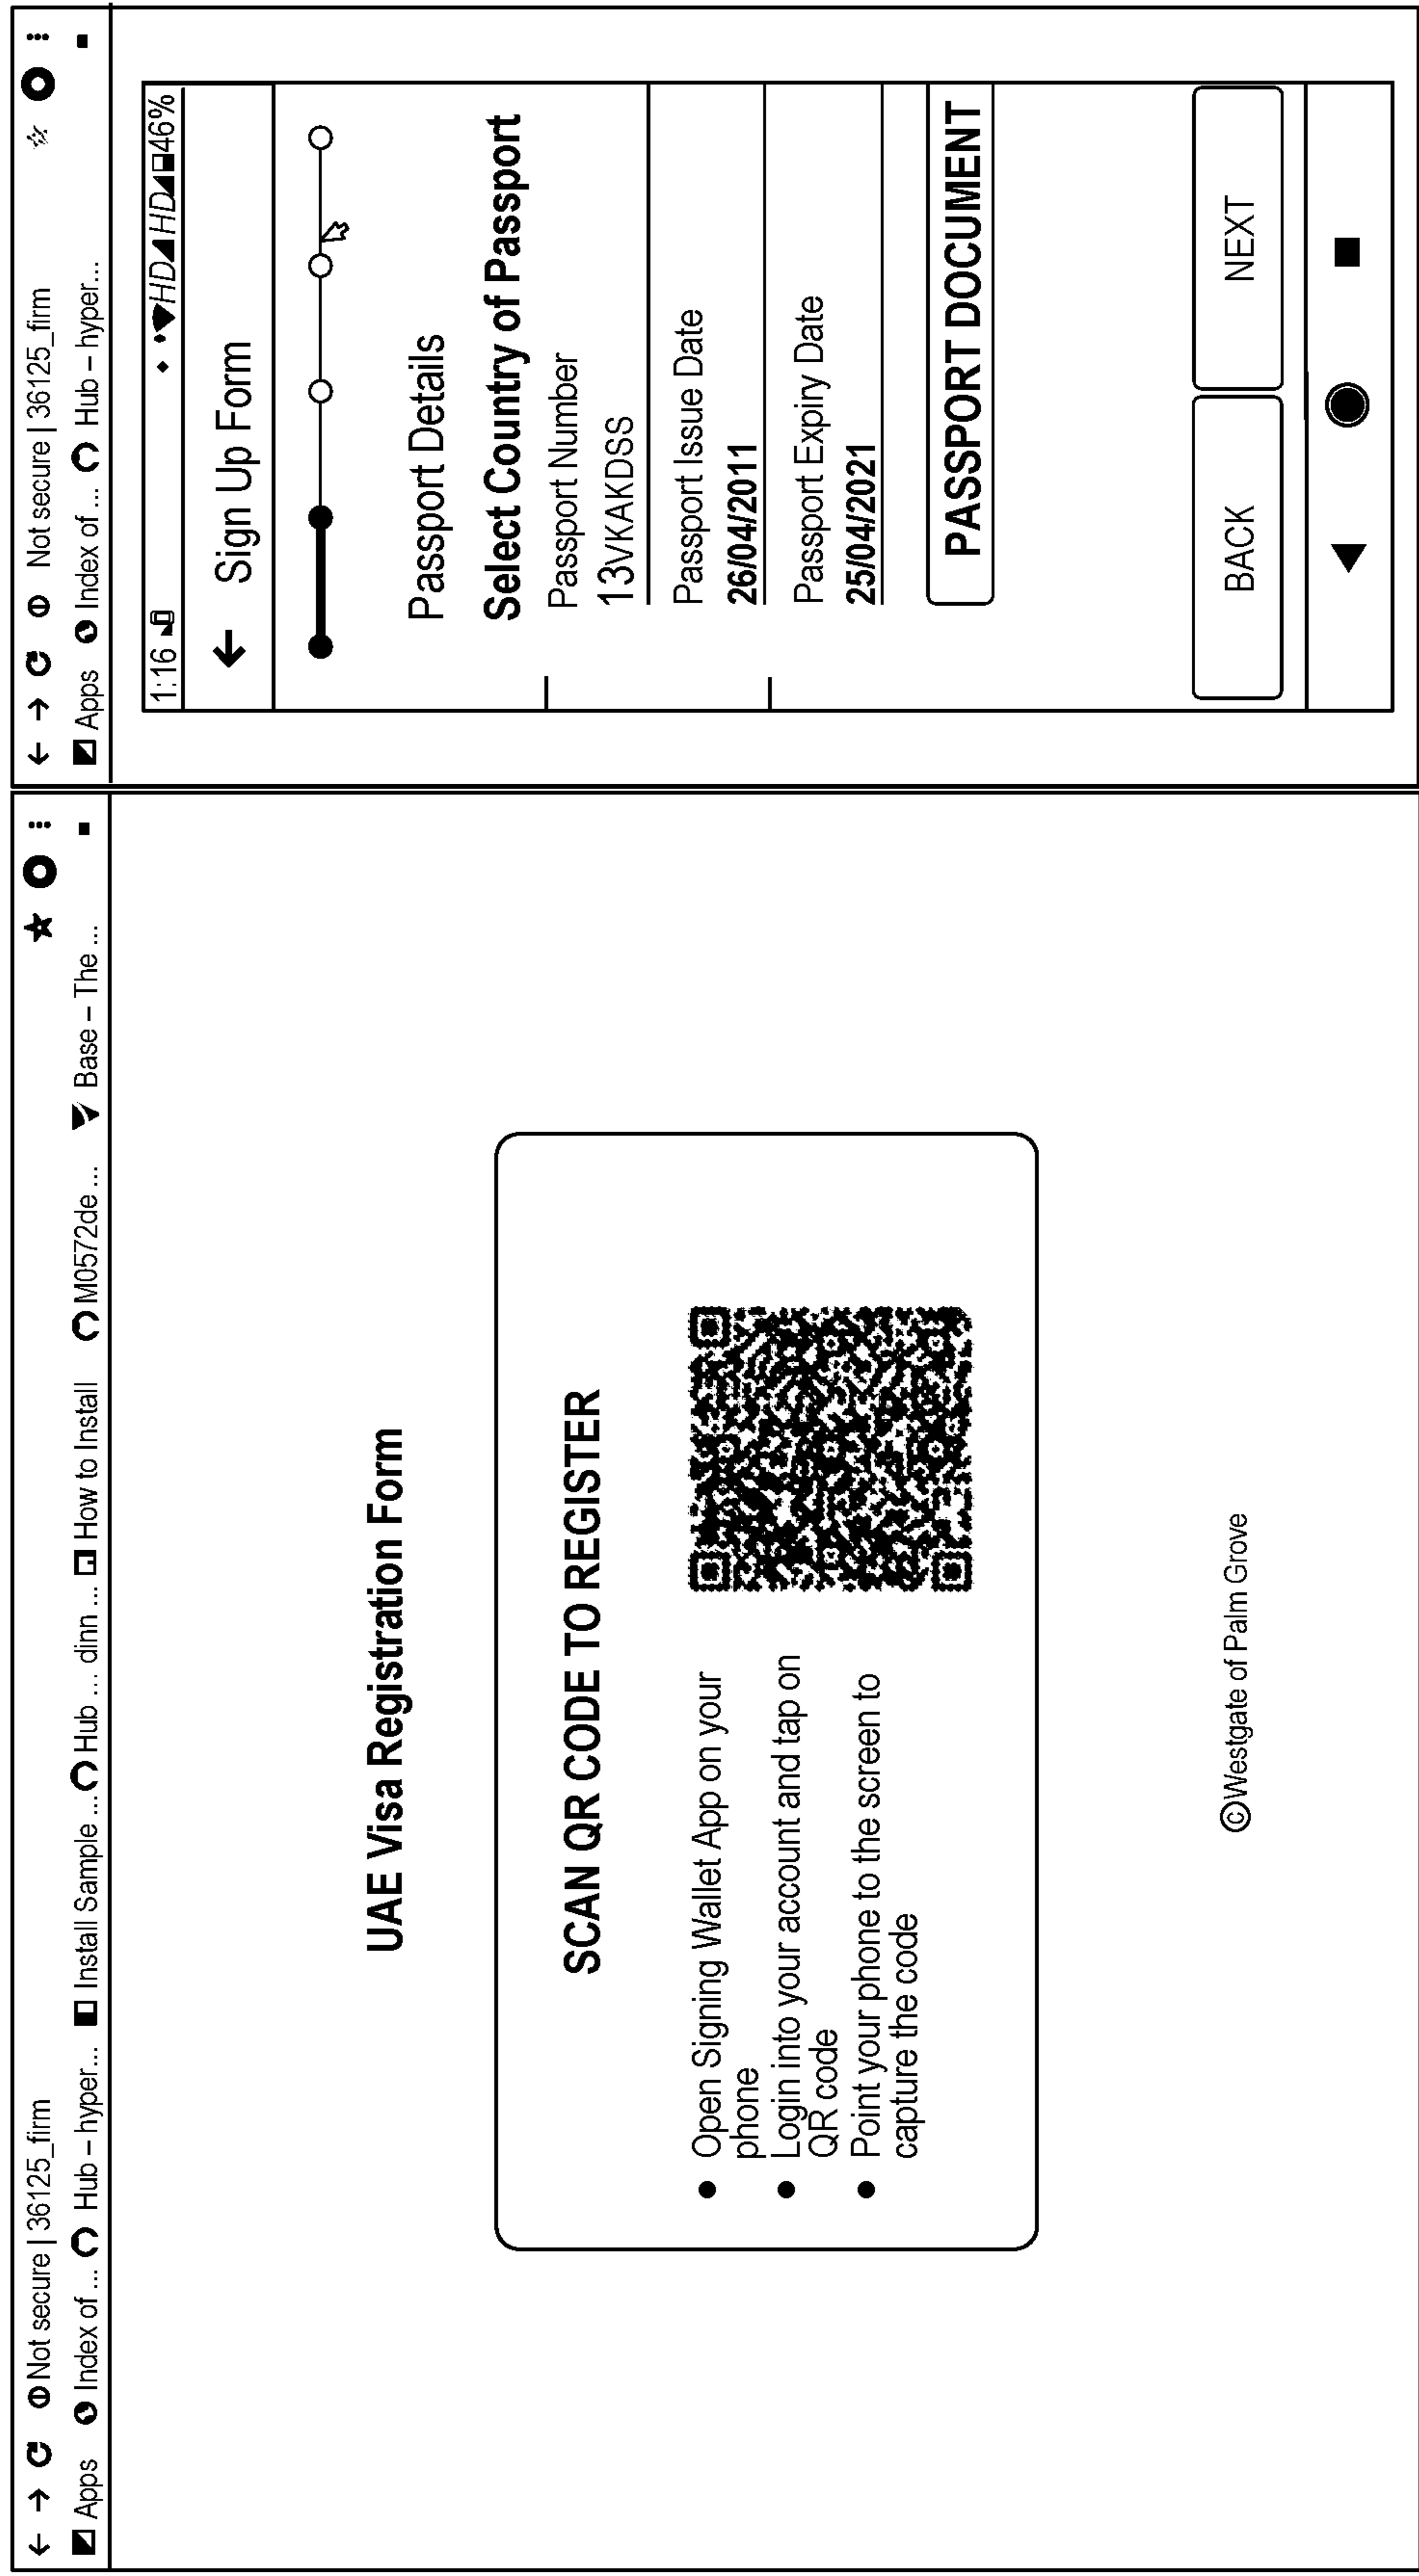 Not secure | 36125_firm
Apps Index of ... Hub – hyper... Install Sample ... Hub ... dinn ... How to Install M0572de ... Base – The ...
UAE Visa Registration Form
SCAN QR CODE TO REGISTER
• Open Signing Wallet App on your
phone
• Login into your account and tap on
QR code
• Point your phone to the screen to
capture the code
©Westgate of Palm Grove
Not secure | 36125_firm
Apps Index of ... Hub – hyper...
1:16 HD HD 46%
Sign Up Form
Passport Details
Select Country of Passport
Passport Number
13VKAKDSS
Passport Issue Date
26/04/2011
Passport Expiry Date
25/04/2021
PASSPORT DOCUMENT
BACK NEXT